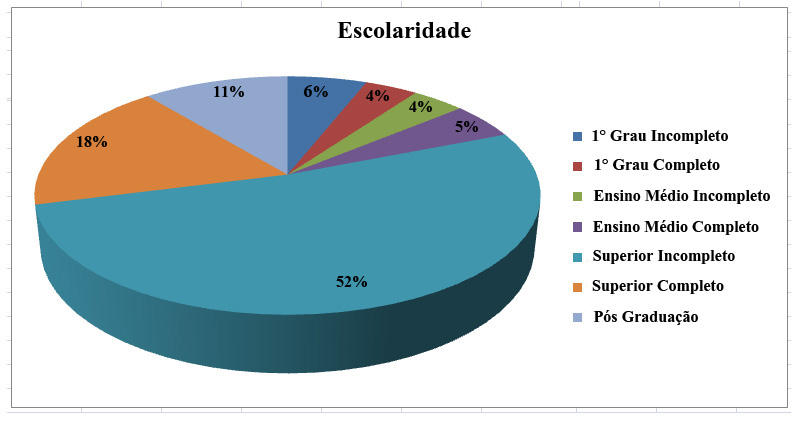 Escolaridade
11%
6%
4%
4%
5%
18%
52%
1° Grau Incompleto
1° Grau Completo
Ensino Médio Incompleto
Ensino Médio Completo
Superior Incompleto
Superior Completo
Pós Graduação